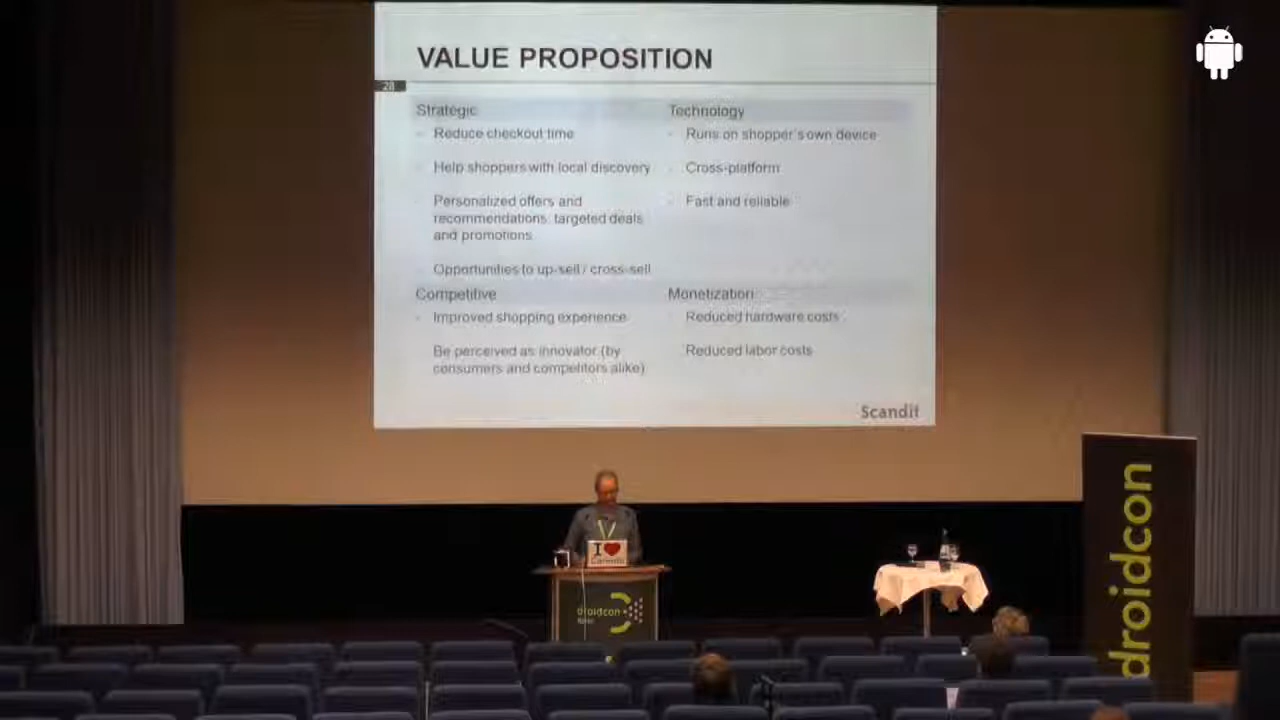 VALUE PROPOSITION
28
Strategic
Reduce checkout time
Help shoppers with local discovery
Personalized offers and
recommendations, targeted deals
and promotions
Opportunities to up-sell / cross-sell
Technology
Runs on shopper's own device
Cross-platform
Fast and reliable
Competitive
Improved shopping experience
Be perceived as innovator (by
consumers and competitors alike)
Monetization
Reduced hardware costs
Reduced labor costs
Scandit
I
droidcon
droidcon